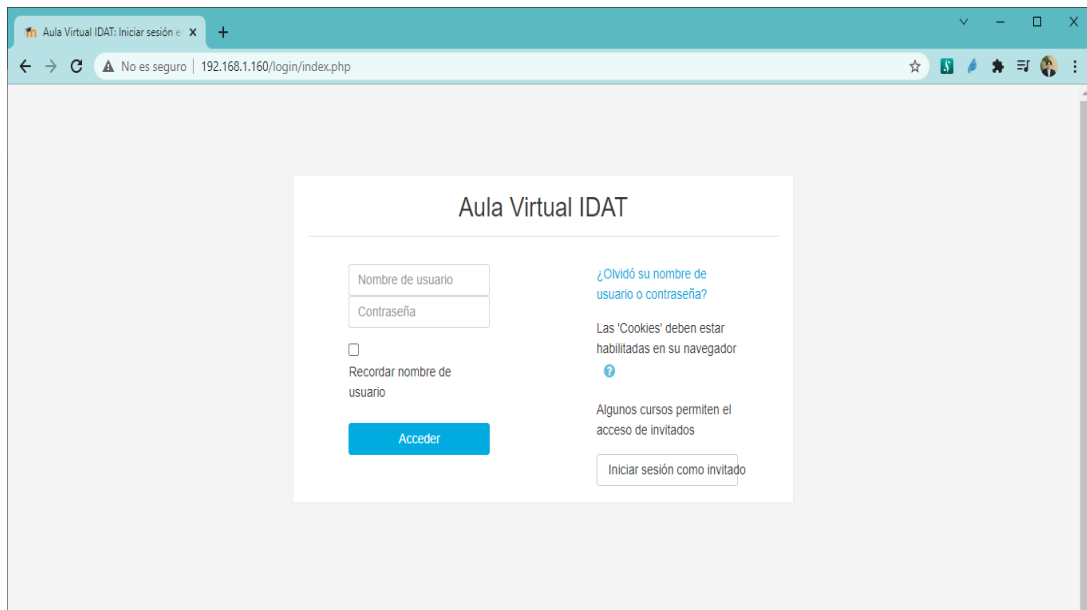 Aula Virtual IDAT: Iniciar sesión e
No es seguro | 192.168.1.160/login/index.php
Aula Virtual IDAT
Nombre de usuario
Contraseña
Recordar nombre de
usuario
Acceder
¿Olvidó su nombre de
usuario o contraseña?
Las 'Cookies' deben estar
habilitadas en su navegador
Algunos cursos permiten el
acceso de invitados
Iniciar sesión como invitado